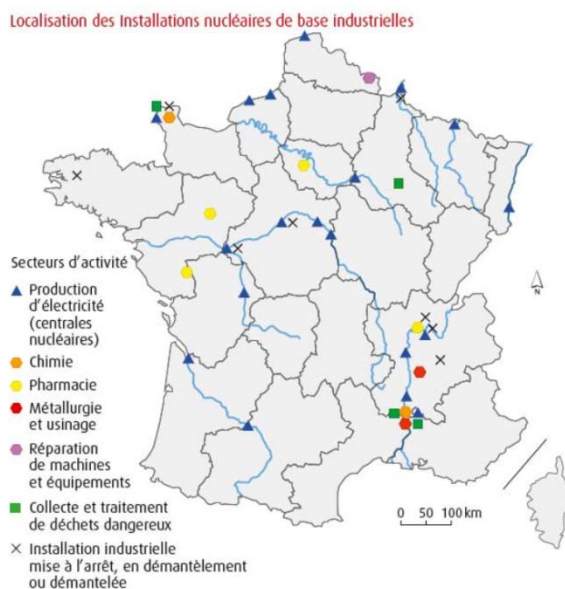 Localisation des Installations nucléaires de base industrielles
Secteurs d'activité
Production
d'électricité
(centrales
nucléaires)
Chimie
Pharmacie
Métallurgie
et usinage
Réparation
de machines
et équipements
Collecte et traitement
de déchets dangereux
Installation industrielle
mise à l'arrêt, en démantèlement
ou démantelée
N
0 50 100 km